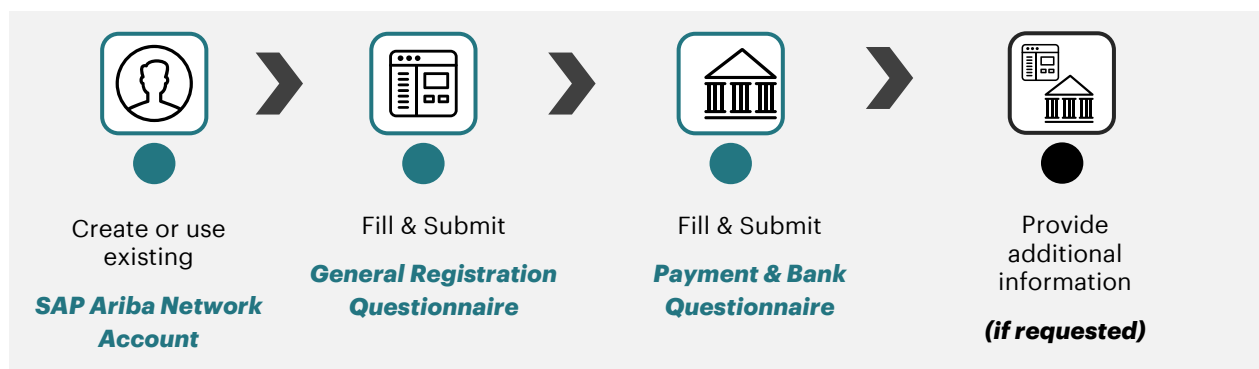 Create or use
existing
SAP Ariba Network
Account
Fill & Submit
General Registration
Questionnaire
Fill & Submit
Payment & Bank
Questionnaire
Provide
additional
information
(if requested)